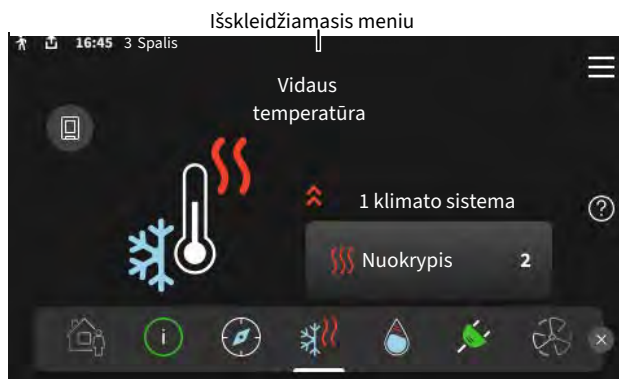 Išskleidžiamasis meniu
16:45 3 Spalis
Vidaus
temperatūra
1 klimato sistema
Nuokrypis 2
i
?